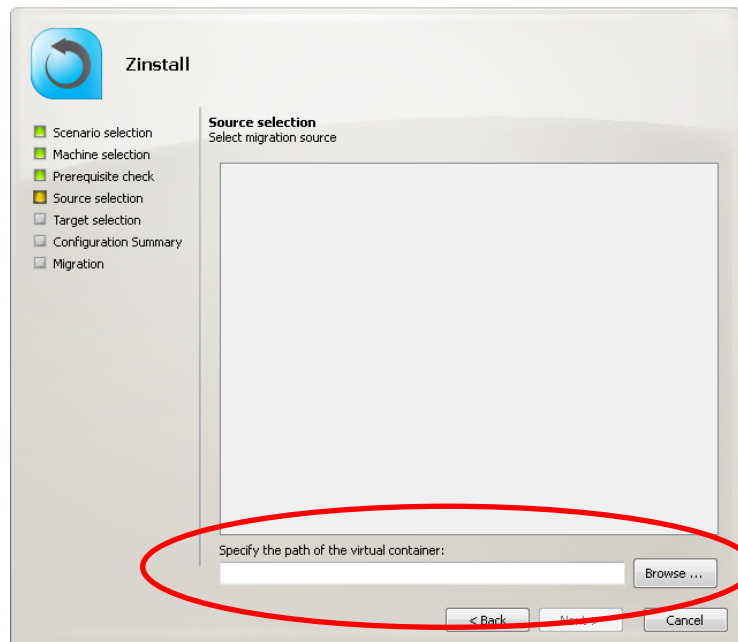 Zinstall
Scenario selection
Machine selection
Prerequisite check
Source selection
Target selection
Configuration Summary
Migration
Source selection
Select migration source
Specify the path of the virtual container:
Browse ...
< Back
Next >
Cancel